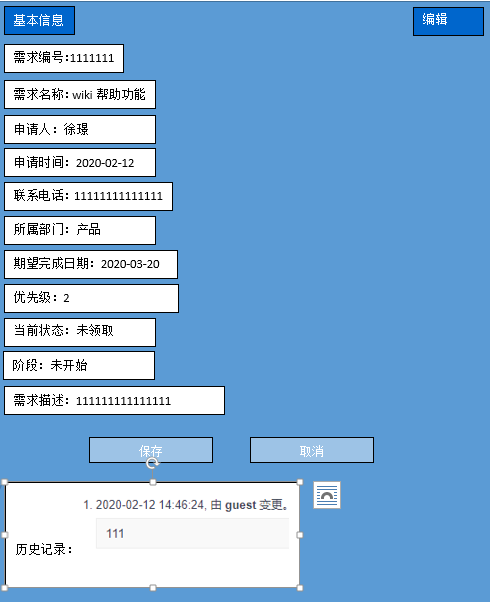 基本信息
编辑
需求编号:1111111
需求名称：wiki 帮助功能
申请人：徐璟
申请时间：2020-02-12
联系电话：11111111111111
所属部门：产品
期望完成日期：2020-03-20
优先级：2
当前状态：未领取
阶段：未开始
需求描述：111111111111111
保存
取消
1. 2020-02-12 14:46:24, 由 guest 变更。
111
历史记录：